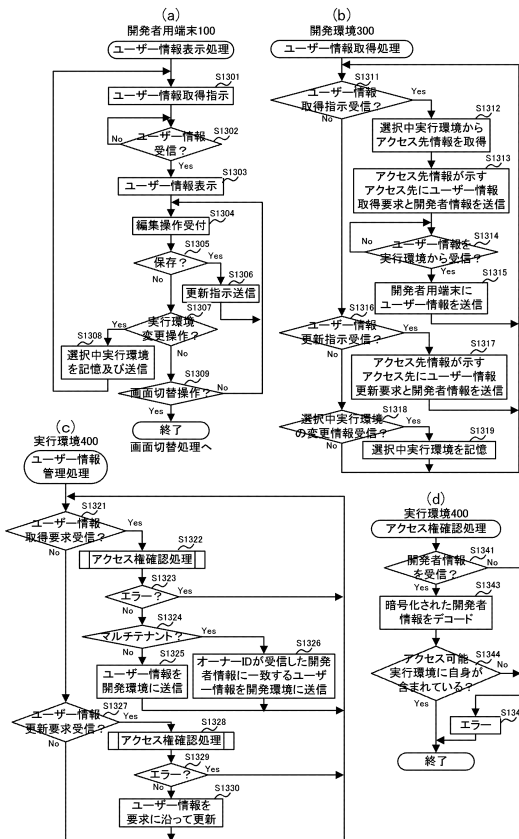 (a)
開発者用端末100
ユーザー情報表示処理
S1301
ユーザー情報取得指示
S1302
ユーザー情報
受信？
No
Yes
S1303
ユーザー情報表示
S1304
編集操作受付
S1305
保存？
Yes
No
S1306
更新指示送信
S1307
実行環境
変更操作？
Yes
No
S1308
選択中実行環境
を記憶及び送信
S1309
画面切替操作？
No
Yes
終了
画面切替処理へ
(b)
開発環境300
ユーザー情報取得処理
S1311
ユーザー情報
取得指示受信？
Yes
No
S1312
選択中実行環境から
アクセス先情報を取得
S1313
アクセス先情報が示す
アクセス先にユーザー情報
取得要求と開発者情報を送信
S1314
ユーザー情報を
実行環境から受信？
No
Yes
S1315
開発者用端末に
ユーザー情報を送信
S1316
ユーザー情報
更新指示受信？
Yes
No
S1317
アクセス先情報が示す
アクセス先にユーザー情報
更新要求と開発者情報を送信
S1318
選択中実行環境
の変更情報受信？
Yes
No
S1319
選択中実行環境を記憶
(c)
実行環境400
ユーザー情報
管理処理
S1321
ユーザー情報
取得要求受信？
Yes
No
S1322
アクセス権確認処理
S1323
エラー？
Yes
No
S1324
マルチテナント？
Yes
No
S1325
ユーザー情報を
開発環境に送信
S1326
オーナーIDが受信した開発
者情報に一致するユーザ
ー情報を開発環境に送信
S1327
ユーザー情報
更新要求受信？
Yes
No
S1328
アクセス権確認処理
S1329
エラー？
Yes
No
S1330
ユーザー情報を
要求に沿って更新
(d)
実行環境400
アクセス権確認処理
S1341
開発者情報
を受信？
No
Yes
S1343
暗号化された開発者
情報をデコード
S1344
アクセス可能
実行環境に自身が
含まれている？
No
Yes
エラー
終了